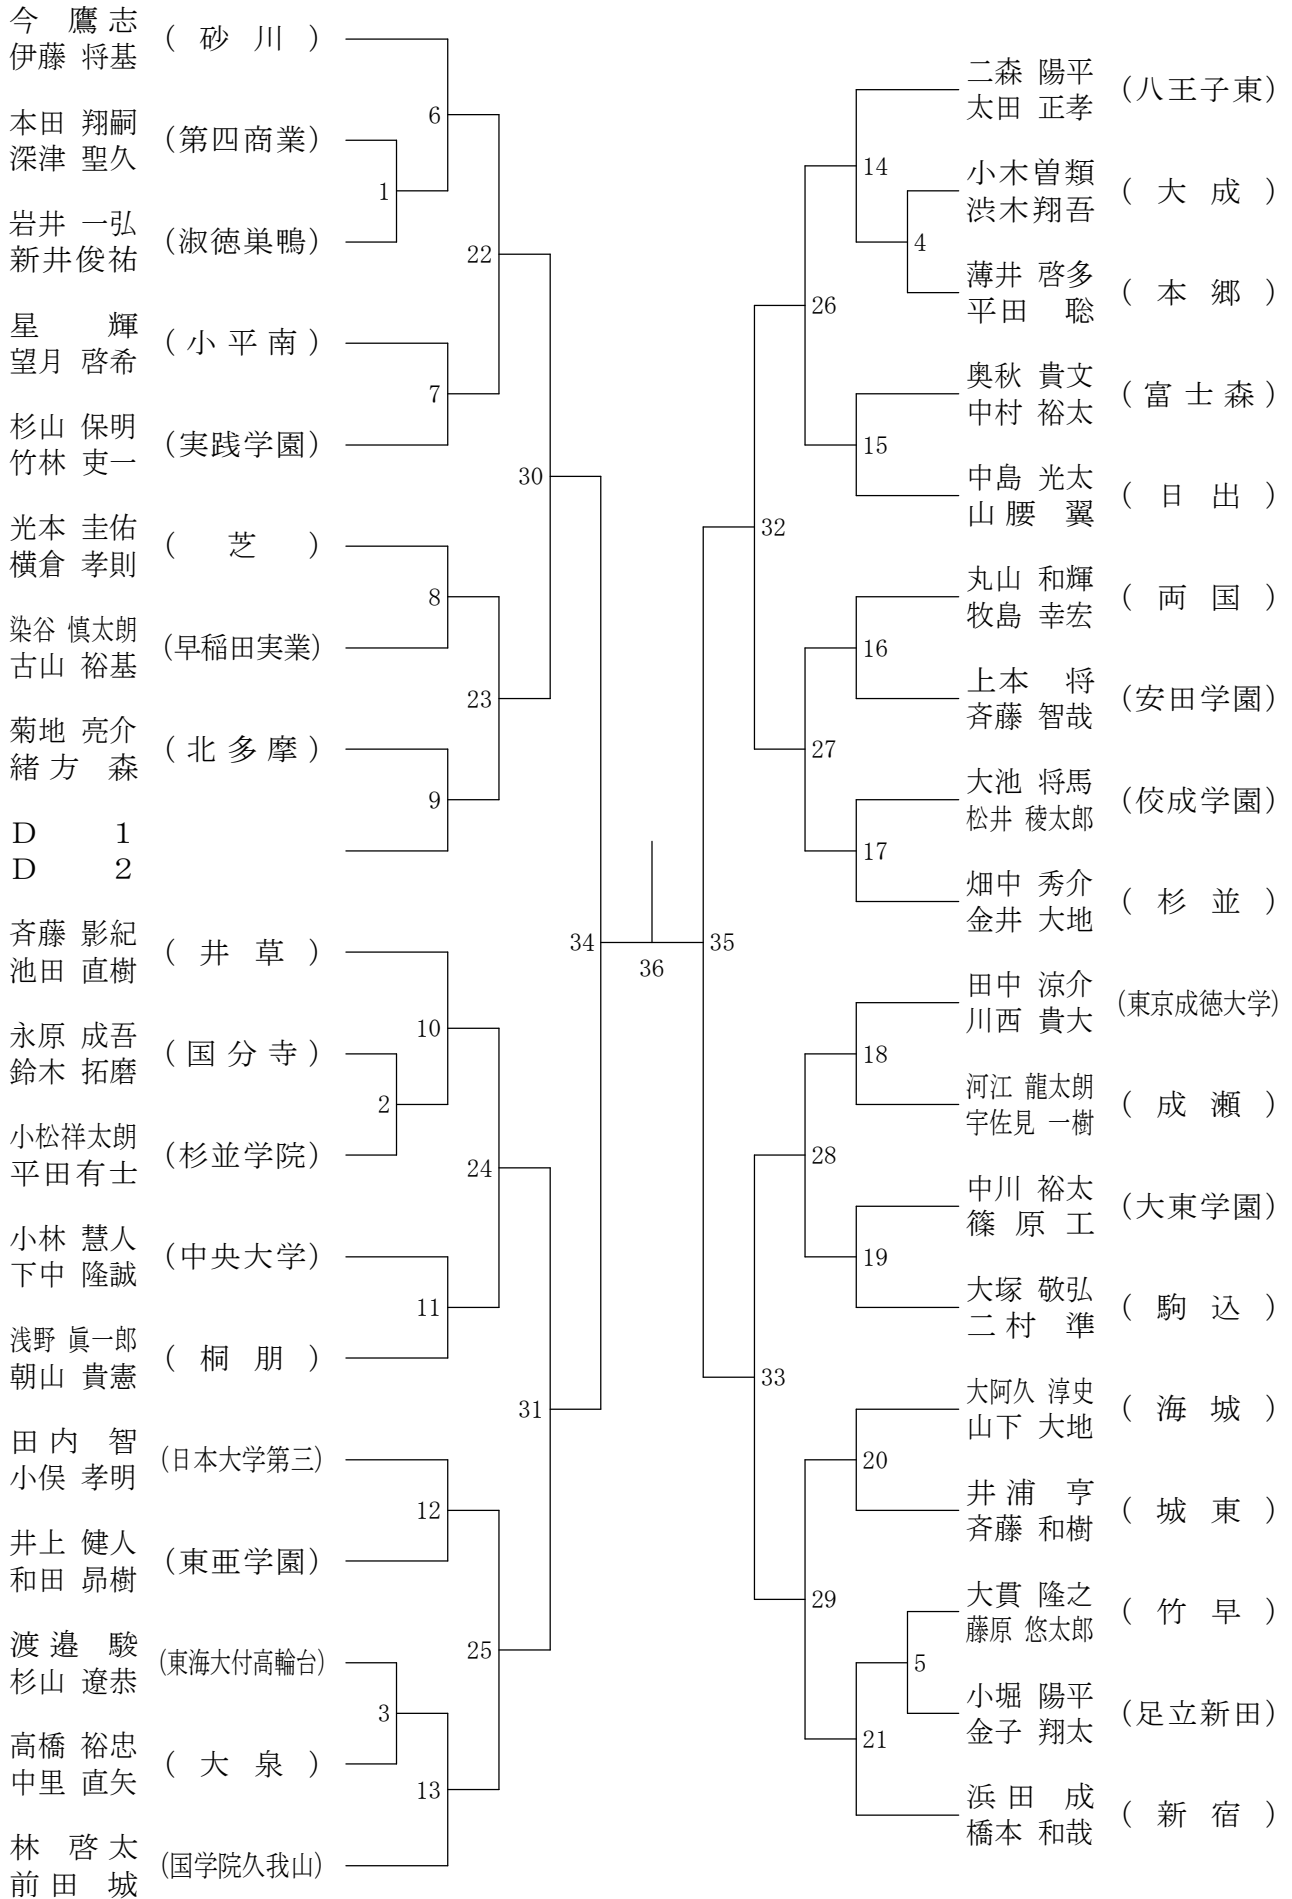 今 鷹志
伊藤 将基
(砂川)
6
本田 翔嗣
深津 聖久
(第四商業)
1
岩井 一弘
新井俊祐
(淑徳巣鴨)
22
星 輝
望月 啓希
(小平南)
7
杉山 保明
竹林 吏一
(実践学園)
30
光本 圭佑
横倉 孝則
(芝)
8
染谷 慎太朗
古山 裕基
(早稲田実業)
23
菊地 亮介
緒方 森
(北多摩)
9
D 1
D 2
34
斉藤 影紀
池田 直樹
(井草)
10
永原 成吾
鈴木 拓磨
(国分寺)
2
小松祥太朗
平田有士
(杉並学院)
24
小林 慧人
下中 隆誠
(中央大学)
11
浅野 眞一郎
朝山 貴憲
(桐朋)
31
田内 智
小俣 孝明
(日本大学第三)
12
井上 健人
和田 昂樹
(東亜学園)
25
渡邉 駿
杉山 遼恭
(東海大付高輪台)
3
高橋 裕忠
中里 直矢
(大泉)
13
林 啓太
前田 城
(国学院久我山)
36
二森 陽平
太田 正孝
(八王子東)
14
小木曽類
渋木翔吾
(大成)
4
薄井 啓多
平田 聡
(本郷)
26
奥秋 貴文
中村 裕太
(富士森)
15
中島 光太
山腰 翼
(日出)
32
丸山 和輝
牧島 幸宏
(両国)
16
上本 将
斉藤 智哉
(安田学園)
27
大池 将馬
松井 稜太郎
(佼成学園)
17
畑中 秀介
金井 大地
(杉並)
35
田中 涼介
川西 貴大
(東京成徳大学)
18
河江 龍太朗
宇佐見 一樹
(成瀬)
28
中川 裕太
篠原 工
(大東学園)
19
大塚 敬弘
二村 準
(駒込)
33
大阿久 淳史
山下 大地
(海城)
20
井浦 亨
斉藤 和樹
(城東)
29
大貫 隆之
藤原 悠太郎
(竹早)
5
小堀 陽平
金子 翔太
(足立新田)
21
浜田 成
橋本 和哉
(新宿)